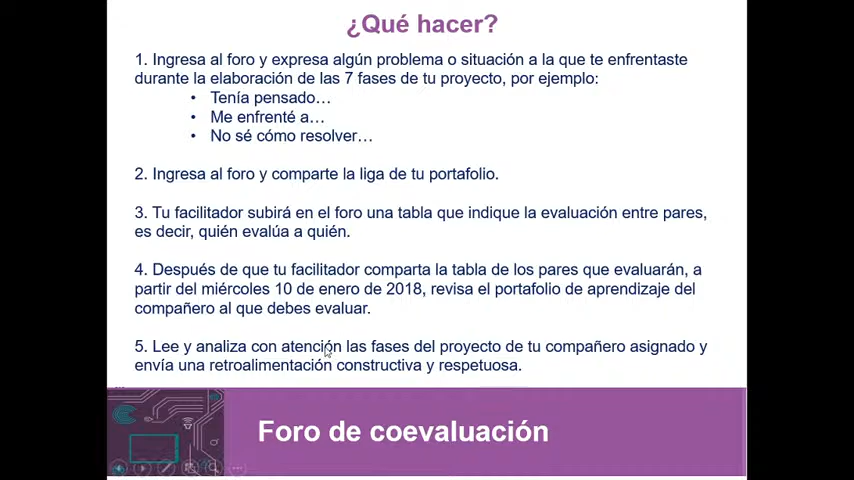 ¿Qué hacer?
1. Ingresa al foro y expresa algún problema o situación a la que te enfrentaste
durante la elaboración de las 7 fases de tu proyecto, por ejemplo:
• Tenía pensado…
• Me enfrenté a…
• No sé cómo resolver…
2. Ingresa al foro y comparte la liga de tu portafolio.
3. Tu facilitador subirá en el foro una tabla que indique la evaluación entre pares,
es decir, quién evalúa a quién.
4. Después de que tu facilitador comparta la tabla de los pares que evaluarán, a
partir del miércoles 10 de enero de 2018, revisa el portafolio de aprendizaje del
compañero al que debes evaluar.
5. Lee y analiza con atención las fases del proyecto de tu compañero asignado y
envía una retroalimentación constructiva y respetuosa.
Foro de coevaluación